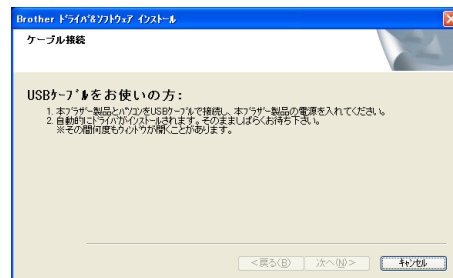 Brother ﾄﾞﾗｲﾊﾞ&ｿﾌﾄｳｪｱ ｲﾝｽﾄｰﾙ
ケーブル接続
USBｹｰﾌﾞﾙをお使いの方:
1. 本ﾌﾞﾗｻﾞｰ製品とﾊﾟｿｺﾝをUSBｹｰﾌﾞﾙで接続し、本ﾌﾞﾗｻﾞｰ製品の電源を入れてください。
2. 自動的にﾄﾞﾗｲﾊﾞがｲﾝｽﾄｰﾙされます。そのまましばらくお待ち下さい。
※その間何度もｳｨﾝﾄﾞｳが開くことがあります。
<戻る(B) 次へ(N)> ｷｬﾝｾﾙ